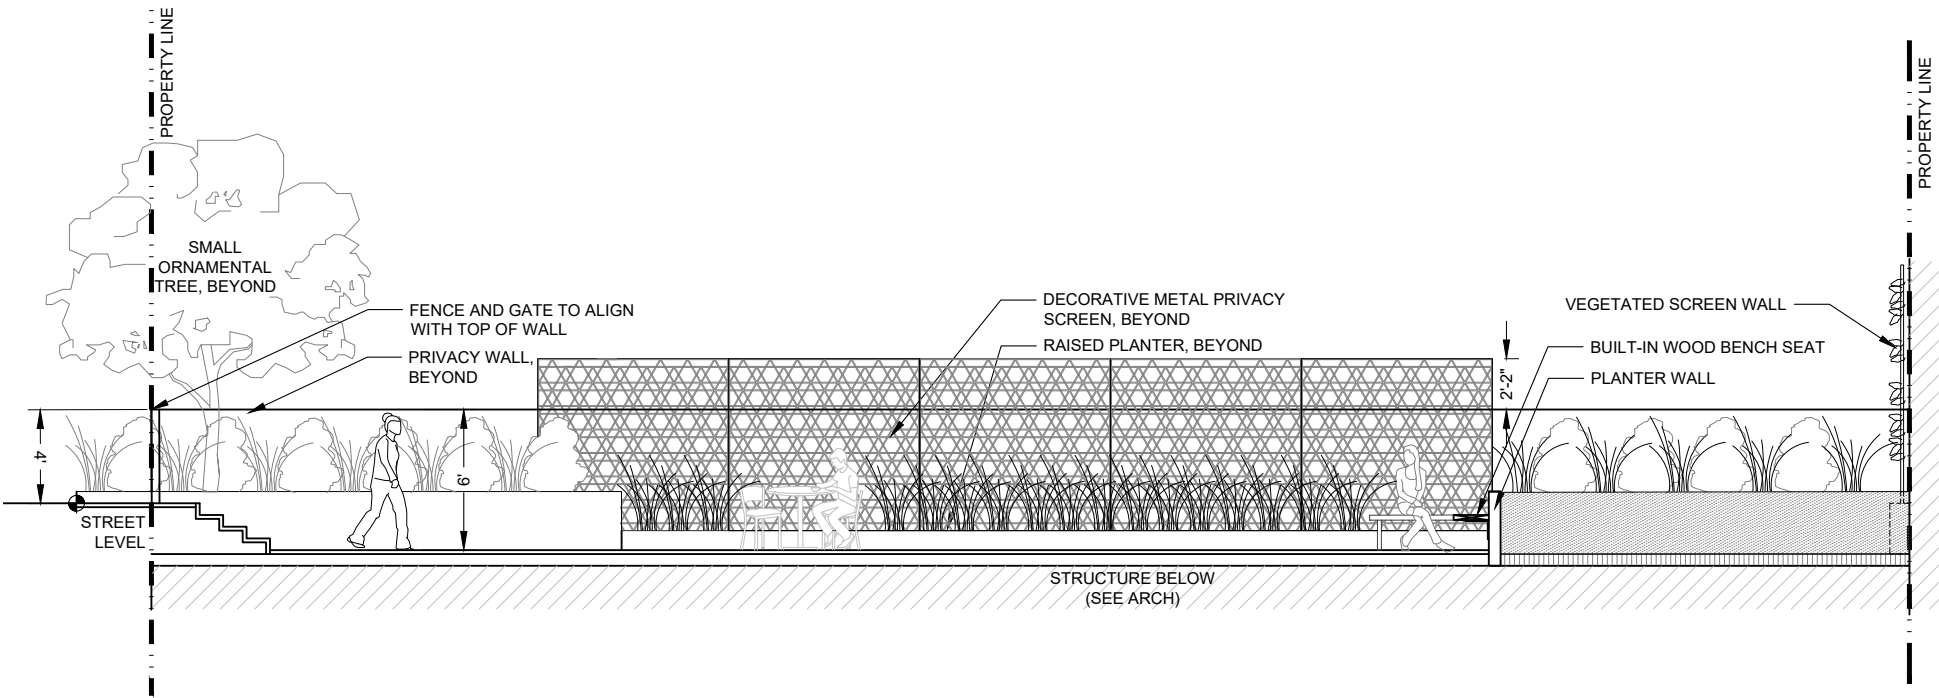 PROPERTY LINE
PROPERTY LINE
SMALL
ORNAMENTAL
TREE, BEYOND
FENCE AND GATE TO ALIGN
WITH TOP OF WALL
PRIVACY WALL,
BEYOND
DECORATIVE METAL PRIVACY
SCREEN, BEYOND
RAISED PLANTER, BEYOND
VEGETATED SCREEN WALL
BUILT-IN WOOD BENCH SEAT
PLANTER WALL
2'-2"
4'
6'
STREET
LEVEL
STRUCTURE BELOW
(SEE ARCH)